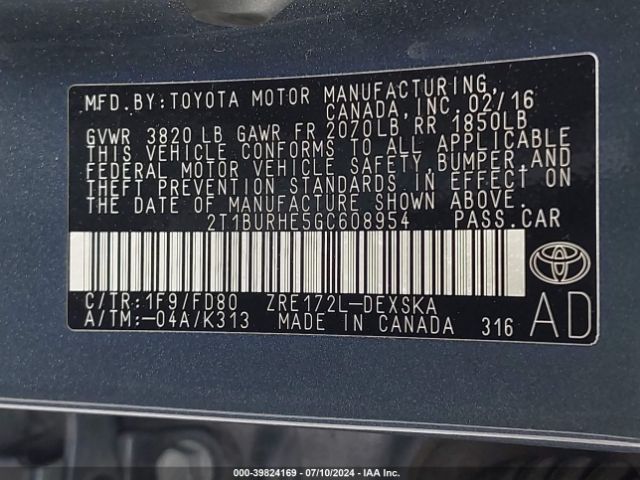 MFD.BY:TOYOTA MOTOR MANUFACTURING,
CANADA, INC. 02/16
GVWR 3820 LB GAWR FR 2070LB RR 1850LB
THIS VEHICLE CONFORMS TO ALL APPLICABLE
FEDERAL MOTOR VEHICLE SAFETY, BUMPER, AND
THEFT PREVENTION STANDARDS IN EFFECT ON
THE DATE OF MANUFACTURE SHOWN ABOVE.
2T1BURHE5GC608954 PASS.CAR
C/TR:1F9/FD80 ZRE172L-DEXSKA
A/TM:-04A/K313 MADE IN CANADA 316
AD
000-39824169 | 07/10/2024 | IAA Inc.